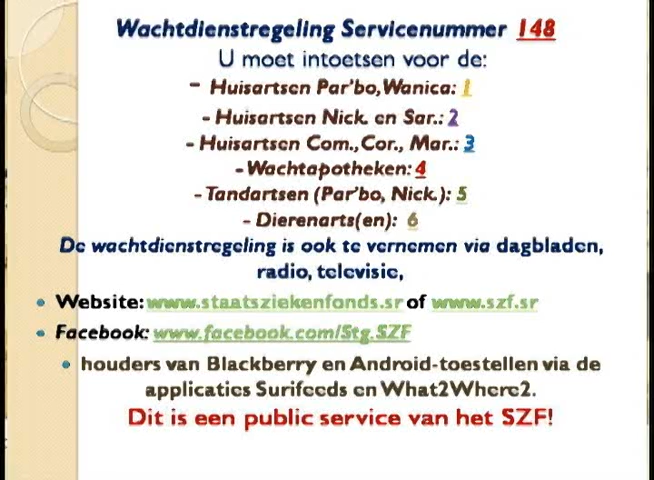 Wachtdienstregeling Servicenummer 148
U moet intoetsen voor de:
- Huisartsen Par'bo, Wanica: 1
- Huisartsen Nick. en Sar.: 2
- Huisartsen Com., Cor., Mar.: 3
- Wachtapotheken: 4
- Tandartsen (Par'bo, Nick.): 5
- Dierenarts(en): 6
De wachtdienstregeling is ook te vernemen via dagbladen,
radio, televisie,
• Website: www.staatsziekenfonds.sr of www.szf.sr
• Facebook: www.facebook.com/Stg.SZF
• houders van Blackberry en Android-toestellen via de
applicaties Surifeeds en What2Where2.
Dit is een public service van het SZF!